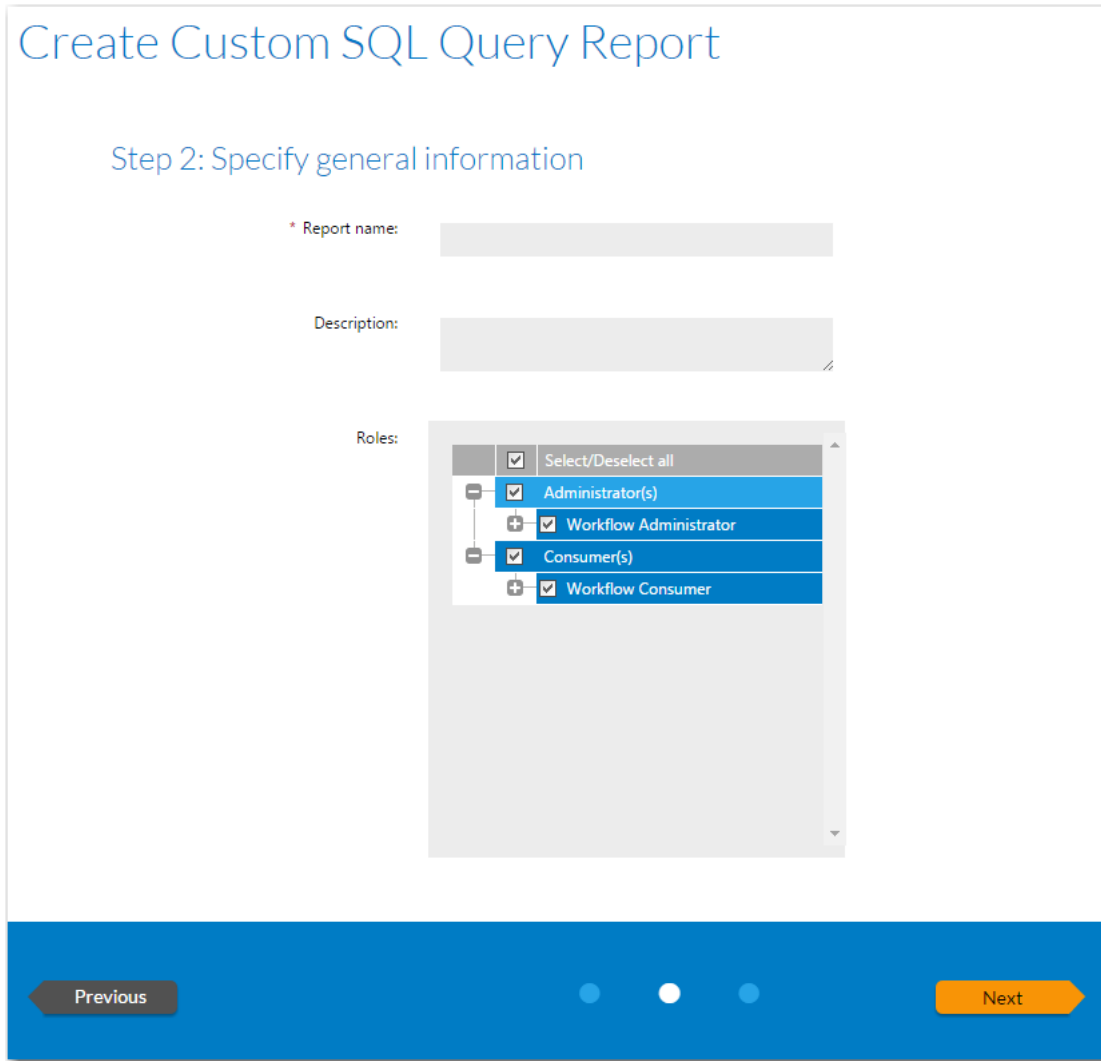 Create Custom SQL Query Report
Step 2: Specify general information
* Report name:
Description:
Roles:
Select/Deselect all
Administrator(s)
Workflow Administrator
Consumer(s)
Workflow Consumer
Previous
Next